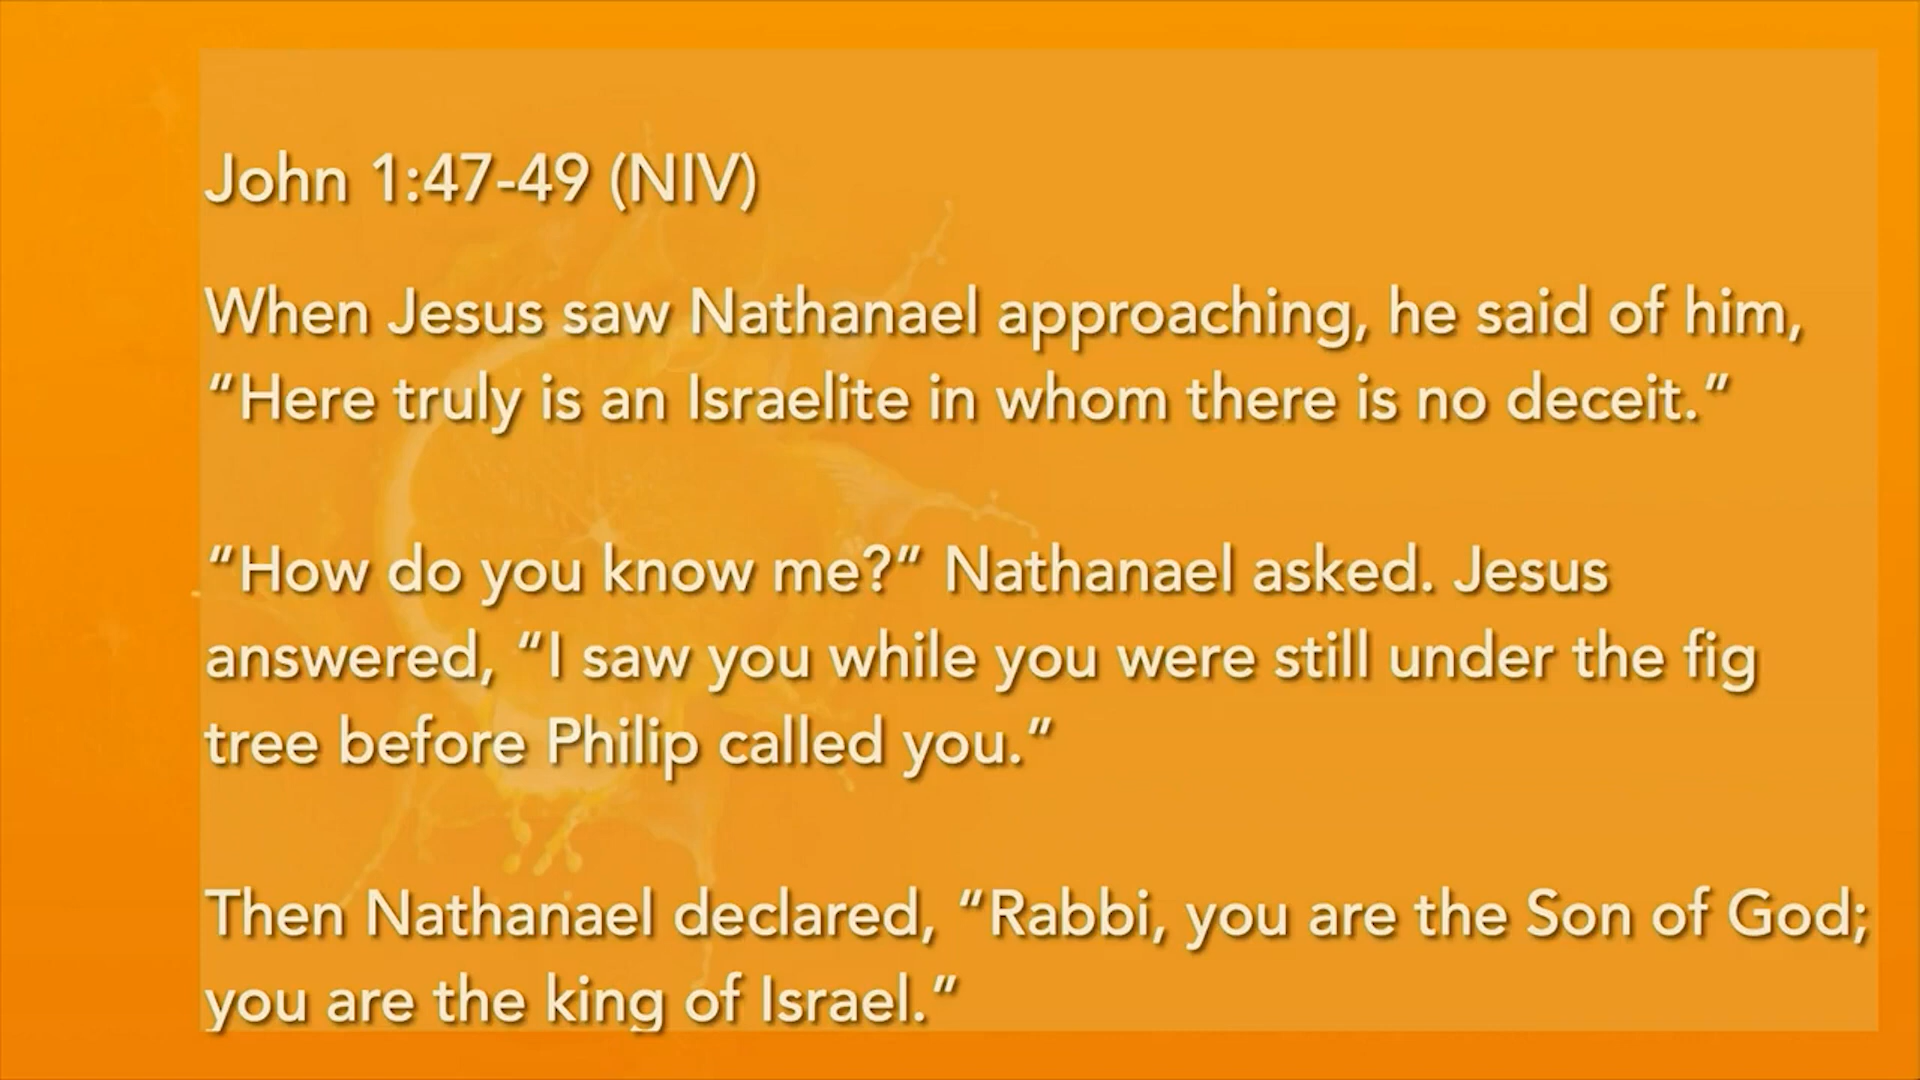 John 1:47-49 (NIV)
When Jesus saw Nathanael approaching, he said of him,
“Here truly is an Israelite in whom there is no deceit.”
“How do you know me?” Nathanael asked. Jesus
answered, “I saw you while you were still under the fig
tree before Philip called you.”
Then Nathanael declared, “Rabbi, you are the Son of God;
you are the king of Israel.”